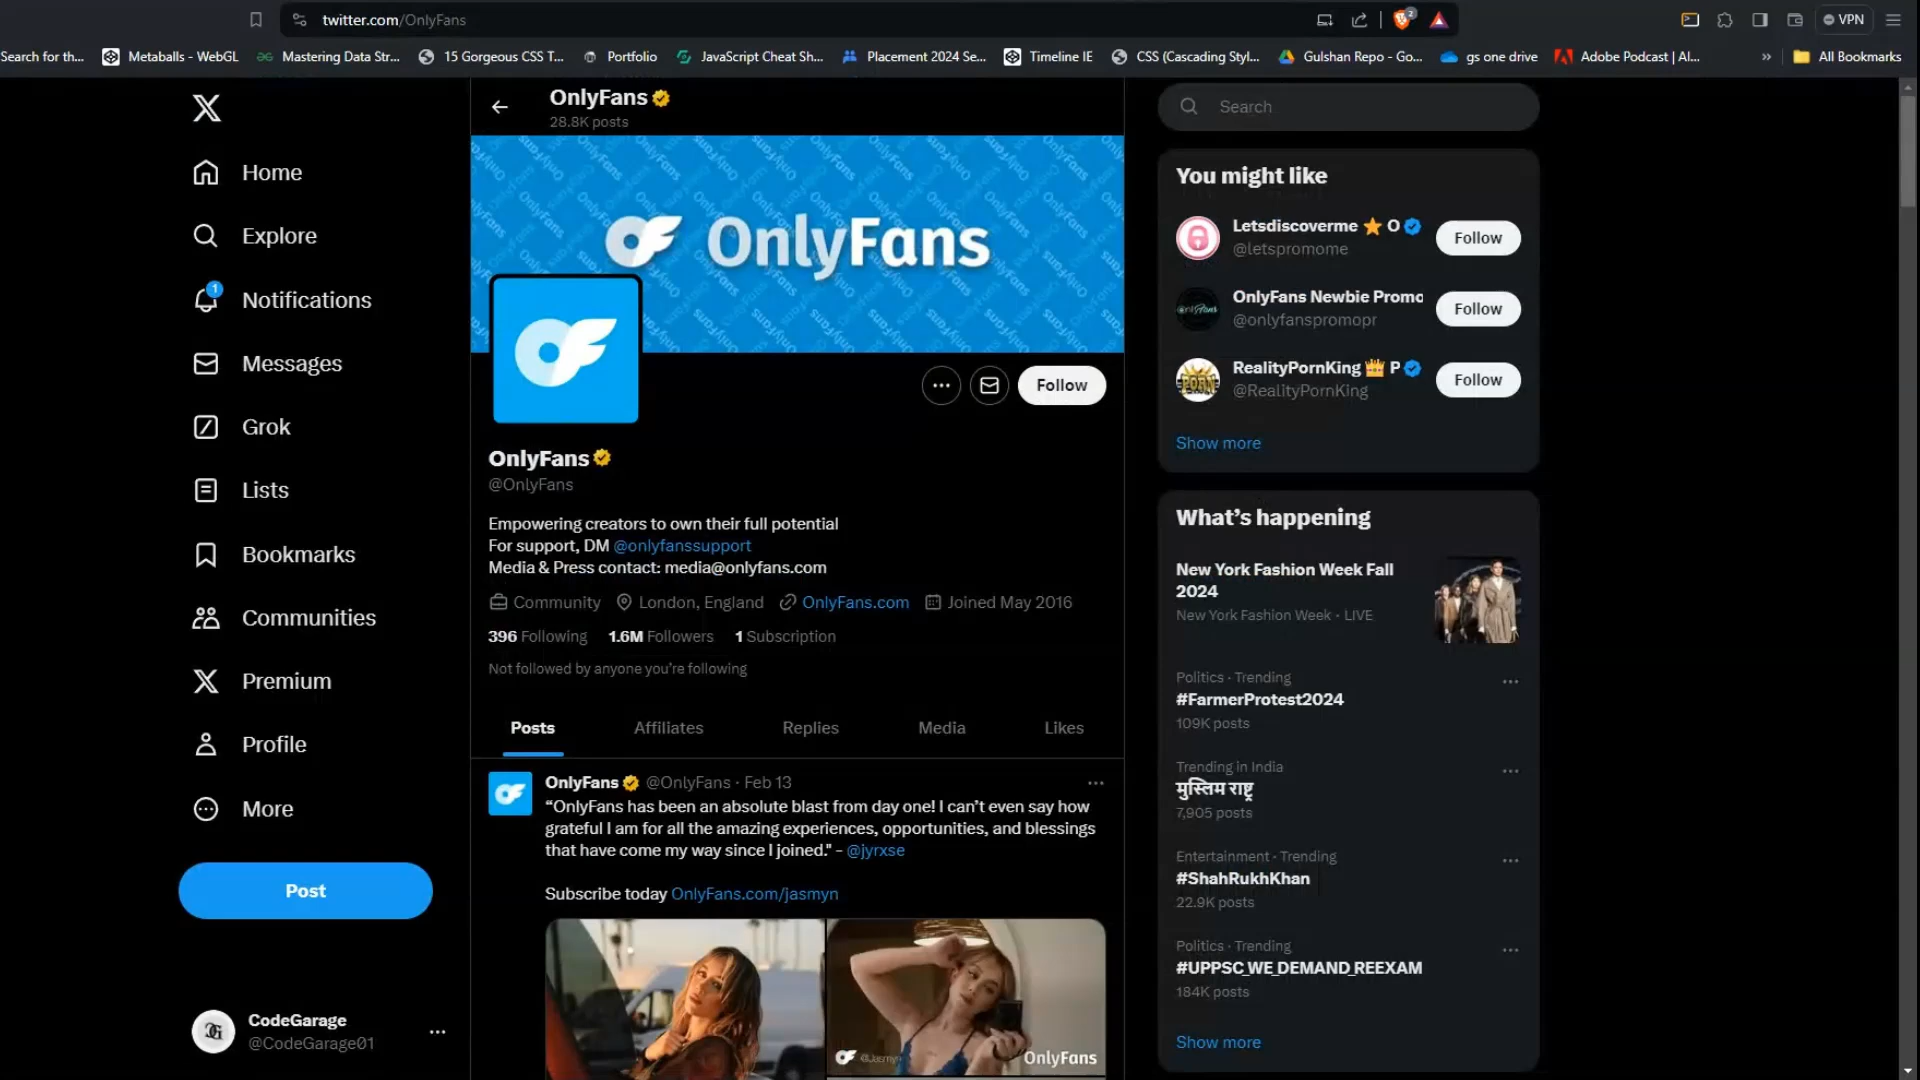 twitter.com/OnlyFans
2
VPN
Search for th...
Metaballs - WebGL
Mastering Data Str...
15 Gorgeous CSS T...
Portfolio
JavaScript Cheat Sh...
Placement 2024 Se...
Timeline IE
CSS (Cascading Styl...
Gulshan Repo - Go...
gs one drive
Adobe Podcast | AI...
»
All Bookmarks
Home
Explore
1
Notifications
Messages
Grok
Lists
Bookmarks
Communities
Premium
Profile
More
Post
CodeGarage
@CodeGarage01
OnlyFans
28.8K posts
OnlyFans
Follow
OnlyFans
@OnlyFans
Empowering creators to own their full potential
For support, DM @onlyfanssupport
Media & Press contact: media@onlyfans.com
Community London, England OnlyFans.com Joined May 2016
396 Following 1.6M Followers 1 Subscription
Not followed by anyone you're following
Posts Affiliates Replies Media Likes
OnlyFans @OnlyFans · Feb 13
“OnlyFans has been an absolute blast from day one! I can't even say how
grateful I am for all the amazing experiences, opportunities, and blessings
that have come my way since I joined." - @jyrxse
Subscribe today OnlyFans.com/jasmyn
OnlyFans
Search
You might like
Letsdiscoverme ⭐ O
@letspromome
Follow
OnlyFans Newbie Promo
@onlyfanspromopr
Follow
RealityPornKing 👑 P
@RealityPornKing
Follow
PORN
Show more
What's happening
New York Fashion Week Fall
2024
New York Fashion Week · LIVE
Politics · Trending
#FarmerProtest2024
109K posts
Trending in India
मुस्लिम राष्ट्र
7,905 posts
Entertainment · Trending
#ShahRukhKhan
22.9K posts
Politics · Trending
#UPPSC_WE_DEMAND_REEXAM
184K posts
Show more